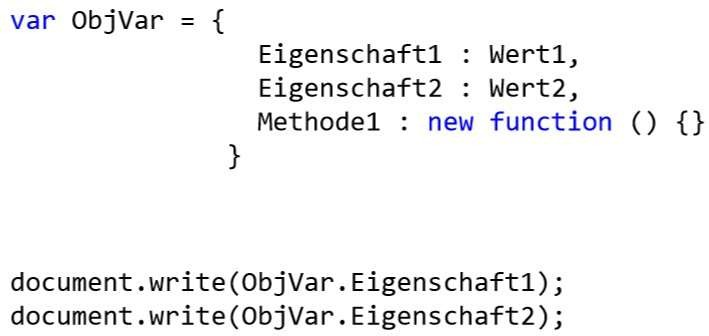 var ObjVar = {
Eigenschaft1 : Wert1,
Eigenschaft2 : Wert2,
Methode1 : new function () {}
}
document.write(ObjVar.Eigenschaft1);
document.write(ObjVar.Eigenschaft2);